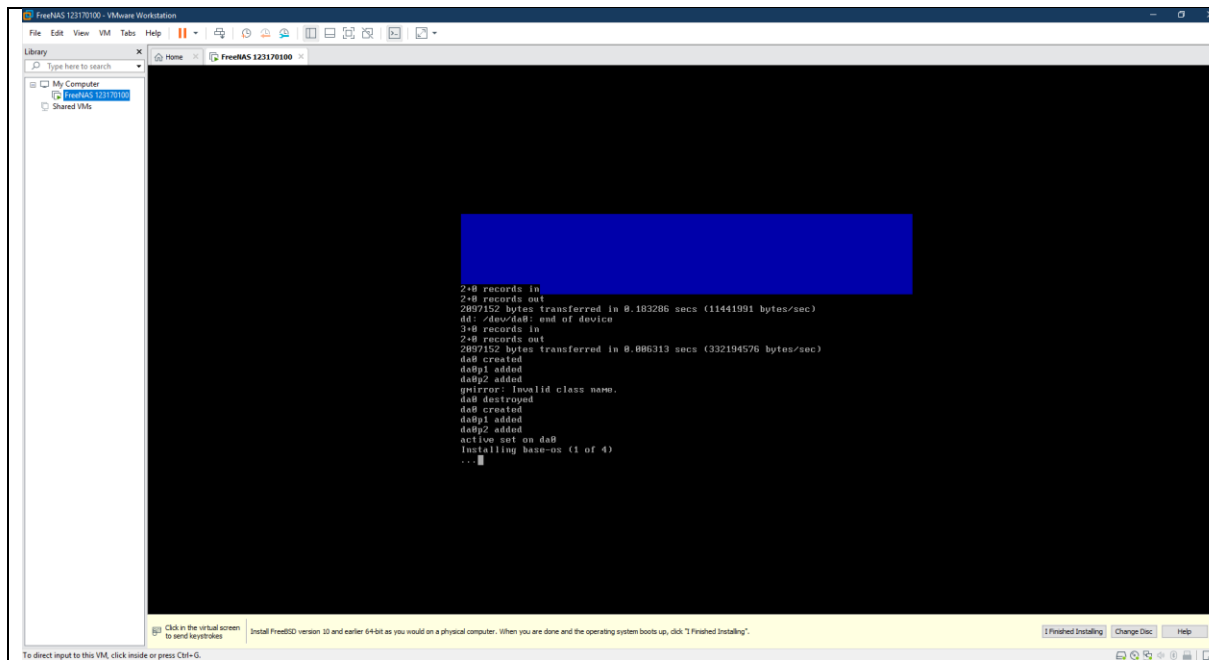 FreeNAS 123170100 - VMware Workstation
File Edit View VM Tabs Help
Library
Type here to search
My Computer
FreeNAS 123170100
Shared VMs
Home
FreeNAS 123170100
2+0 records in
2+0 records out
2097152 bytes transferred in 0.183286 secs (11441991 bytes/sec)
dd: /dev/da0: end of device
3+0 records in
2+0 records out
2097152 bytes transferred in 0.006313 secs (332194576 bytes/sec)
da0 created
da0p1 added
da0p2 added
gmirror: Invalid class name.
da0 destroyed
da0 created
da0p1 added
da0p2 added
active set on da0
Installing base-os (1 of 4)
...
Click in the virtual screen
to send keystrokes
Install FreeBSD version 10 and earlier 64-bit as you would on a physical computer. When you are done and the operating system boots up, click "I Finished Installing".
I Finished Installing
Change Disc
Help
To direct input to this VM, click inside or press Ctrl+G.